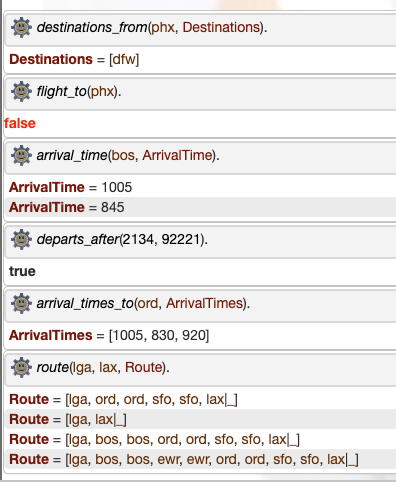 destinations_from(phx, Destinations).
Destinations = [dfw]
flight_to(phx).
false
arrival_time(bos, ArrivalTime).
ArrivalTime = 1005
ArrivalTime = 845
departs_after(2134, 92221).
true
arrival_times_to(ord, ArrivalTimes).
ArrivalTimes = [1005, 830, 920]
route(lga, lax, Route).
Route = [lga, ord, ord, sfo, sfo, lax|_]
Route = [lga, lax|_]
Route = [lga, bos, bos, ord, ord, sfo, sfo, lax|_]
Route = [lga, bos, bos, ewr, ewr, ord, ord, sfo, sfo, lax|_]